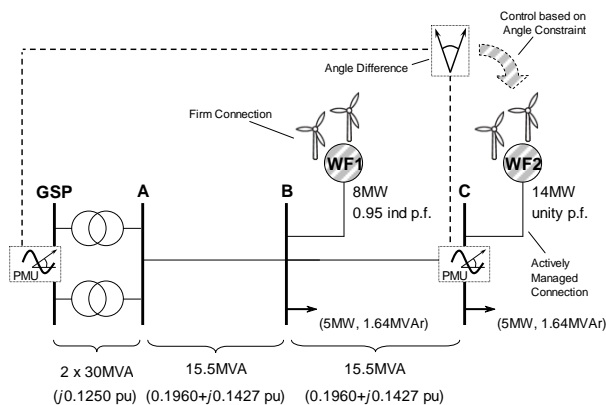 Control based on
Angle Constraint
Angle Difference
Firm Connection
WF1
WF2
GSP
A
B
8MW
0.95 ind p.f.
C
14MW
unity p.f.
PMU
PMU
Actively
Managed
Connection
(5MW, 1.64MVAr)
(5MW, 1.64MVAr)
2 x 30MVA
15.5MVA
15.5MVA
(j0.1250 pu)
(0.1960+j0.1427 pu)
(0.1960+j0.1427 pu)